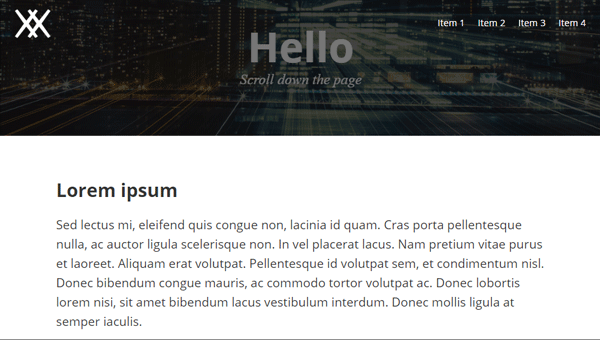 Item 1 Item 2 Item 3 Item 4
Hello
Scroll down the page
Lorem ipsum
Sed lectus mi, eleifend quis congue non, lacinia id quam. Cras porta pellentesque
nulla, ac auctor ligula scelerisque non. In vel placerat lacus. Nam pretium vitae purus
et laoreet. Aliquam erat volutpat. Pellentesque id volutpat sem, et condimentum nisl.
Donec bibendum congue mauris, ac commodo tortor volutpat ac. Donec lobortis
lorem nisi, sit amet bibendum lacus vestibulum interdum. Donec mollis ligula at
semper iaculis.